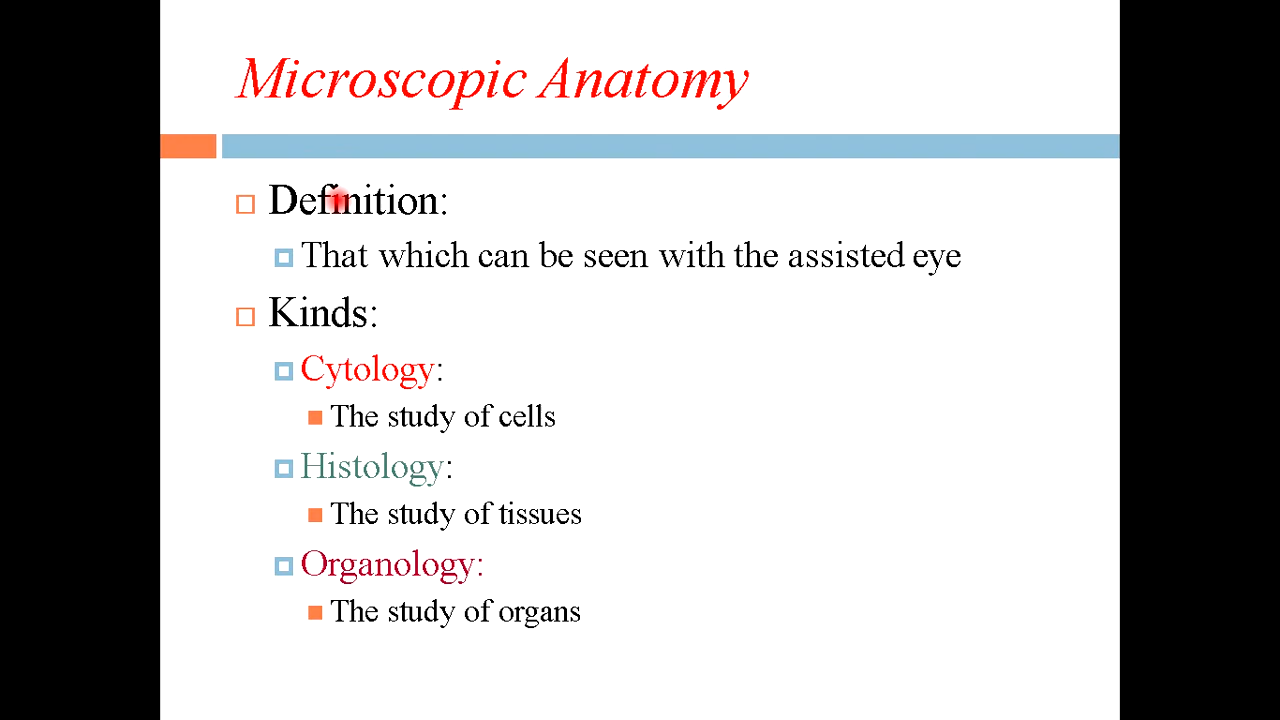 Microscopic Anatomy
Definition:
That which can be seen with the assisted eye
Kinds:
Cytology:
The study of cells
Histology:
The study of tissues
Organology:
The study of organs